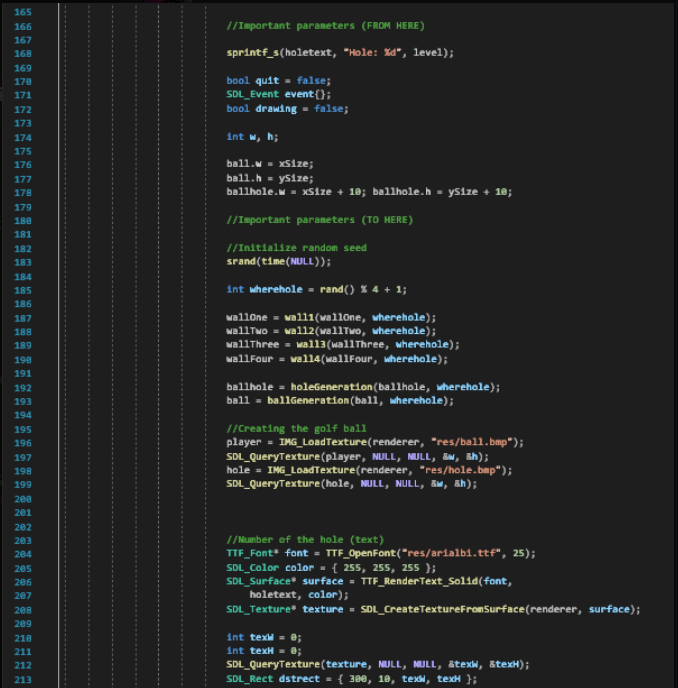 165
166 //Important parameters (FROM HERE)
167
168 sprintf_s(holetext, "Hole: %d", level);
169
170 bool quit = false;
171 SDL_Event event{};
172 bool drawing = false;
173
174 int w, h;
175
176 ball.w = xSize;
177 ball.h = ySize;
178 ballhole.w = xSize + 10; ballhole.h = ySize + 10;
179
180 //Important parameters (TO HERE)
181
182 //Initialize random seed
183 srand(time(NULL));
184
185 int wherehole = rand() % 4 + 1;
186
187 wallOne = wall1(wallOne, wherehole);
188 wallTwo = wall2(wallTwo, wherehole);
189 wallThree = wall3(wallThree, wherehole);
190 wallFour = wall4(wallFour, wherehole);
191
192 ballhole = holeGeneration(ballhole, wherehole);
193 ball = ballGeneration(ball, wherehole);
194
195 //Creating the golf ball
196 player = IMG_LoadTexture(renderer, "res/ball.bmp");
197 SDL_QueryTexture(player, NULL, NULL, &w, &h);
198 hole = IMG_LoadTexture(renderer, "res/hole.bmp");
199 SDL_QueryTexture(hole, NULL, NULL, &w, &h);
200
201
202
203 //Number of the hole (text)
204 TTF_Font* font = TTF_OpenFont("res/arialbi.ttf", 25);
205 SDL_Color color = { 255, 255, 255 };
206 SDL_Surface* surface = TTF_RenderText_Solid(font,
207 holetext, color);
208 SDL_Texture* texture = SDL_CreateTextureFromSurface(renderer, surface);
209
210 int texW = 0;
211 int texH = 0;
212 SDL_QueryTexture(texture, NULL, NULL, &texW, &texH);
213 SDL_Rect dstrect = { 300, 10, texW, texH };